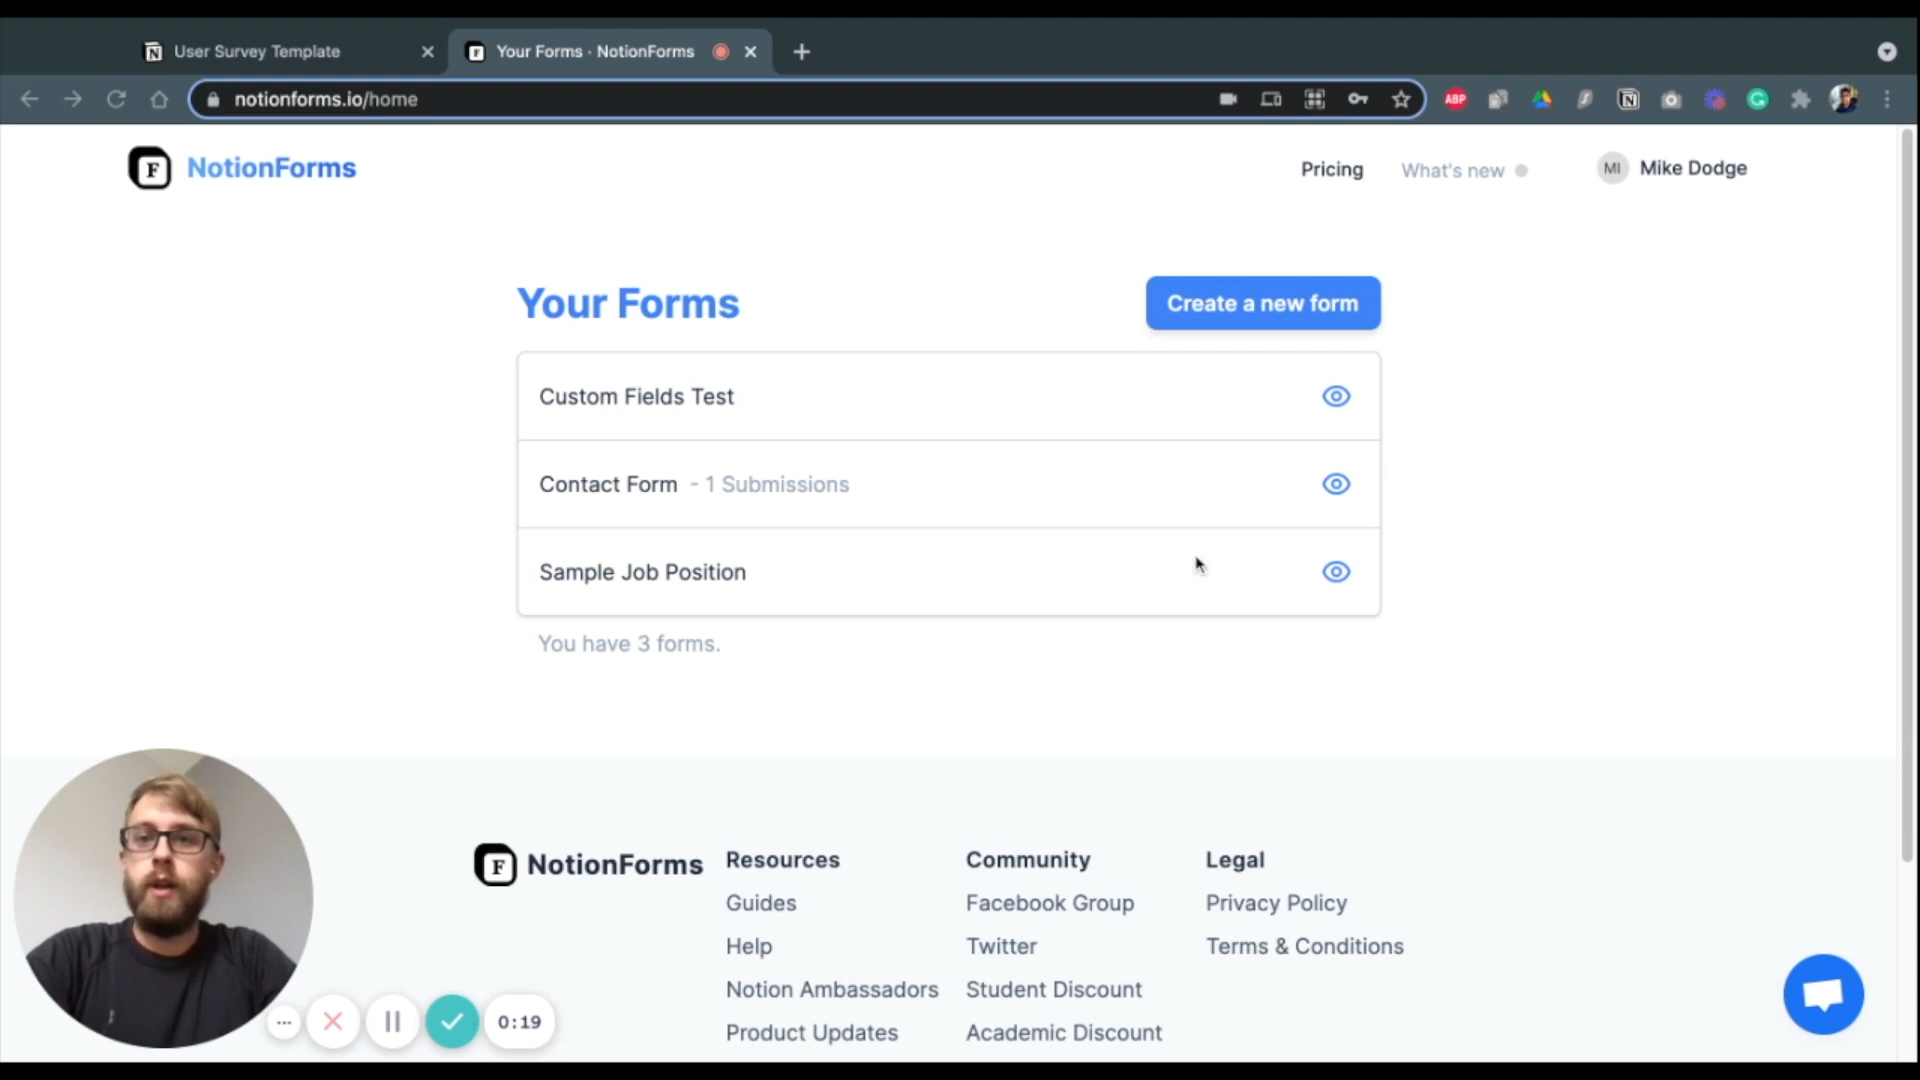 User Survey Template
Your Forms · NotionForms
notionforms.io/home
ABP
F NotionForms
Pricing
What's new
MI
Mike Dodge
Your Forms
Create a new form
Custom Fields Test
Contact Form - 1 Submissions
Sample Job Position
You have 3 forms.
F NotionForms
Resources
Guides
Help
Notion Ambassadors
Product Updates
Community
Facebook Group
Twitter
Student Discount
Academic Discount
Legal
Privacy Policy
Terms & Conditions
0:19